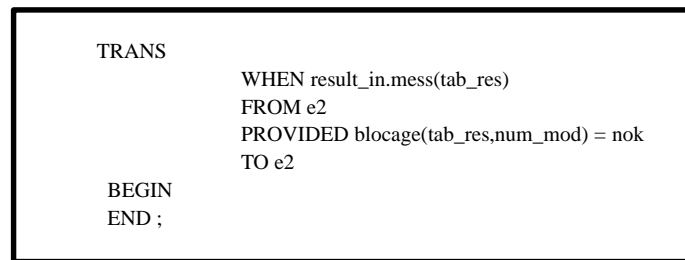 TRANS
WHEN result_in.mess(tab_res)
FROM e2
PROVIDED blocage(tab_res,num_mod) = nok
TO e2
BEGIN
END ;